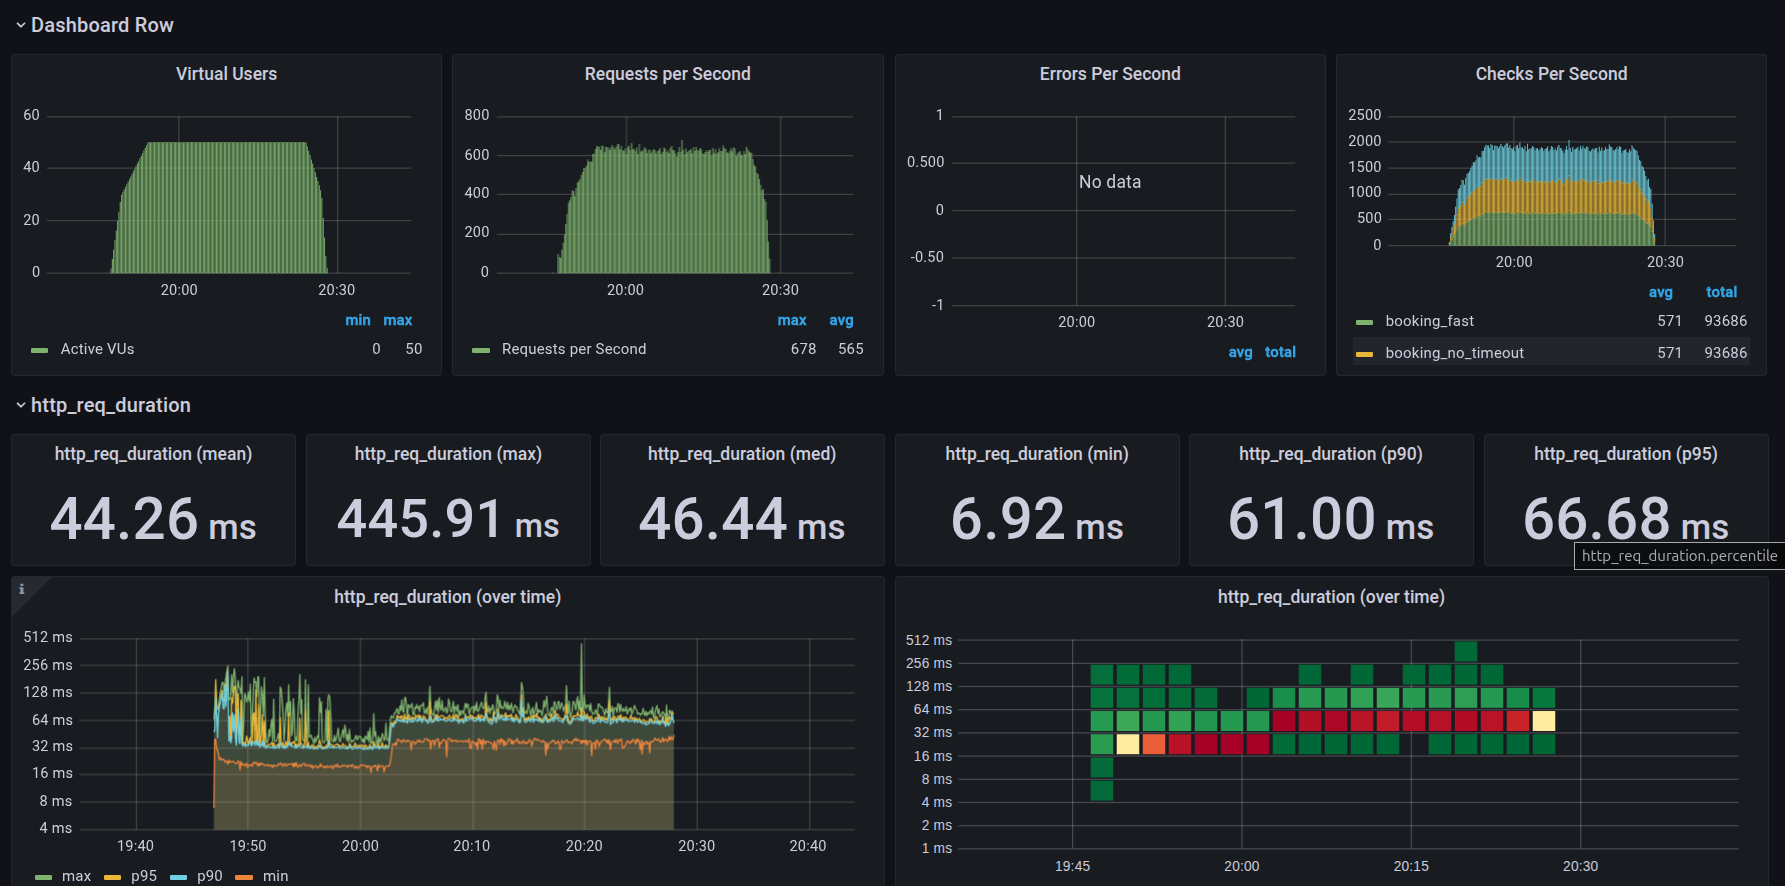 Dashboard Row
Virtual Users
60
40
20
0
20:00 20:30
min max
Active VUs 0 50
Requests per Second
800
600
400
200
0
20:00 20:30
max avg
Requests per Second 678 565
Errors Per Second
1
0.500
0
-0.50
-1
No data
20:00 20:30
avg total
Checks Per Second
2500
2000
1500
1000
500
0
20:00 20:30
avg total
booking_fast 571 93686
booking_no_timeout 571 93686
http_req_duration
http_req_duration (mean)
44.26 ms
http_req_duration (max)
445.91 ms
http_req_duration (med)
46.44 ms
http_req_duration (min)
6.92 ms
http_req_duration (p90)
61.00 ms
http_req_duration (p95)
66.68 ms
http_req_duration.percentile
i
http_req_duration (over time)
512 ms
256 ms
128 ms
64 ms
32 ms
16 ms
8 ms
4 ms
19:40 19:50 20:00 20:10 20:20 20:30 20:40
max p95 p90 min
http_req_duration (over time)
512 ms
256 ms
128 ms
64 ms
32 ms
16 ms
8 ms
4 ms
2 ms
1 ms
19:45 20:00 20:15 20:30